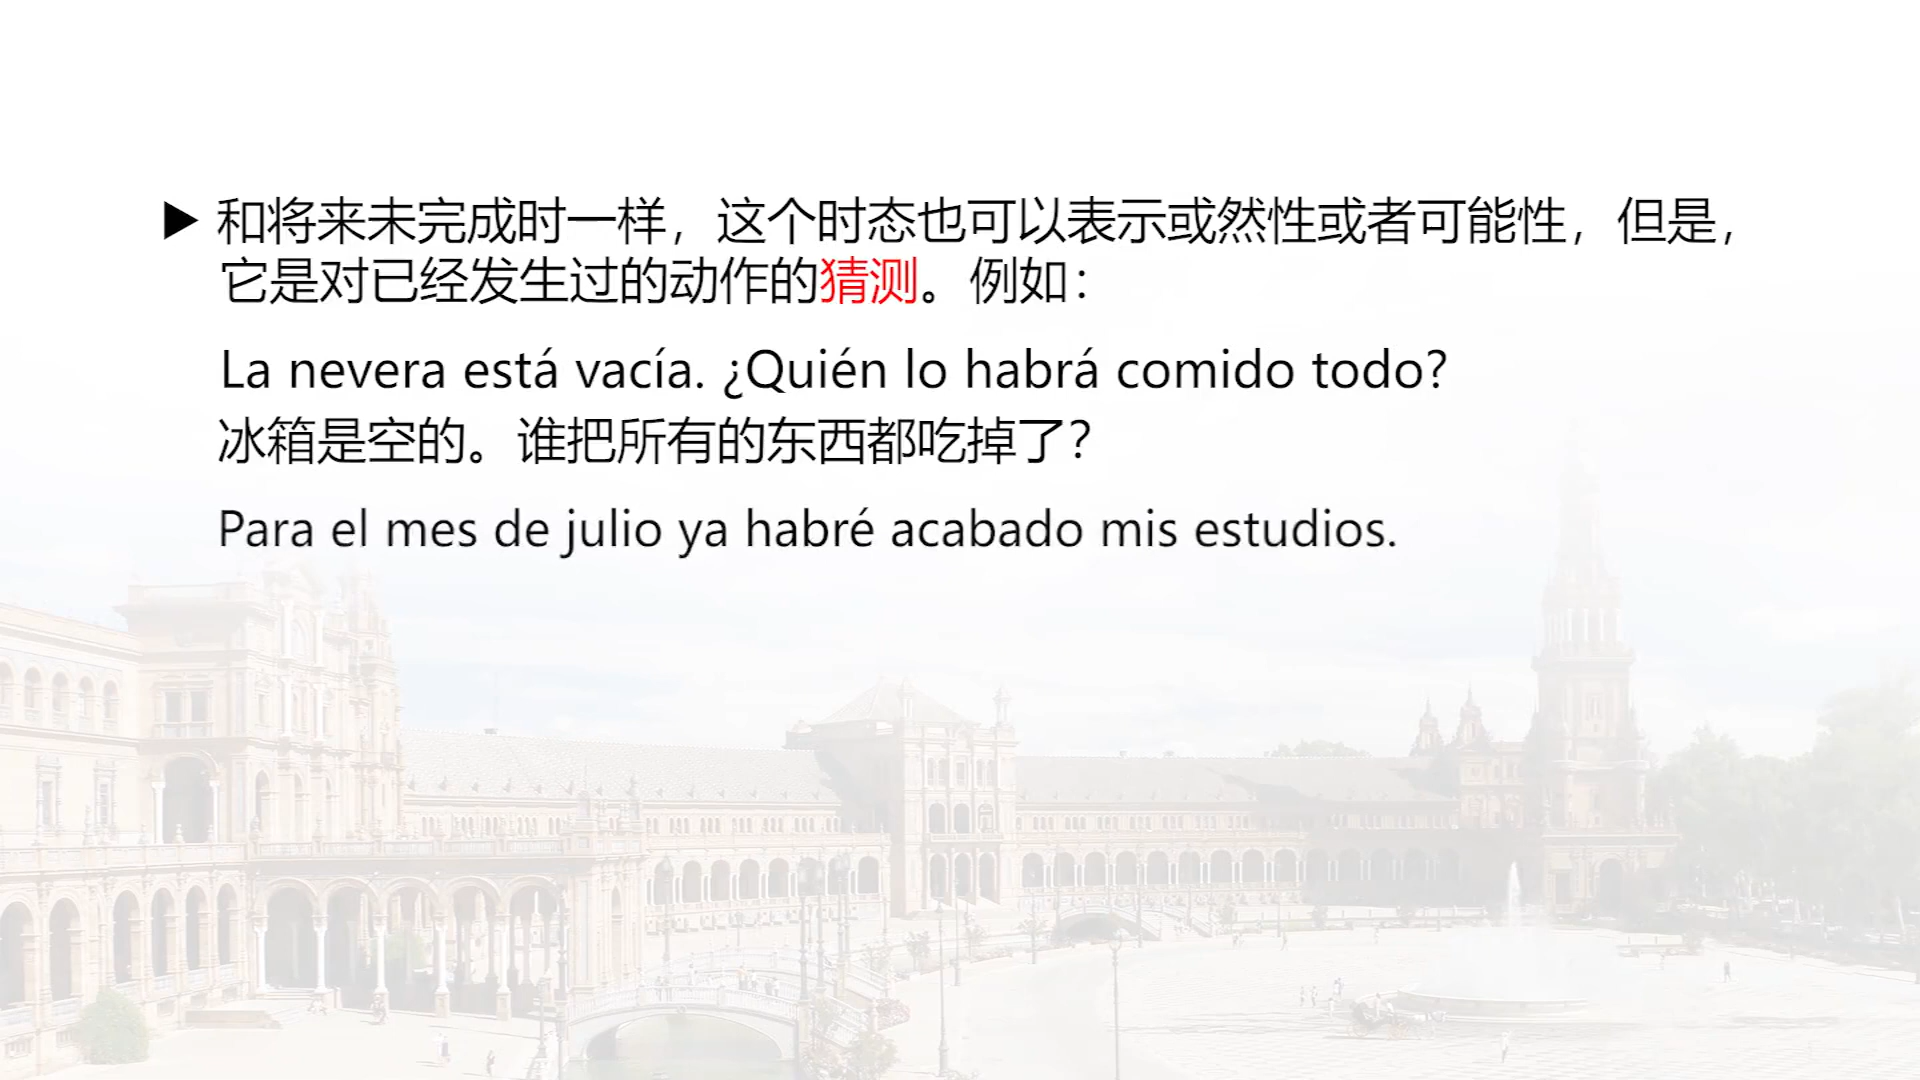 和将来未完成时一样，这个时态也可以表示或然性或者可能性，但是，
它是对已经发生过的动作的猜测。例如：
La nevera está vacía. ¿Quién lo habrá comido todo?
冰箱是空的。谁把所有的东西都吃掉了？
Para el mes de julio ya habré acabado mis estudios.